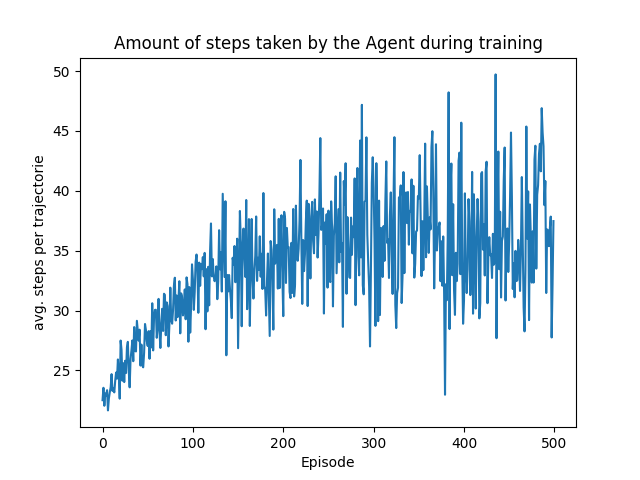 Amount of steps taken by the Agent during training
avg. steps per trajectorie
50
45
40
35
30
25
0 100 200 300 400 500
Episode